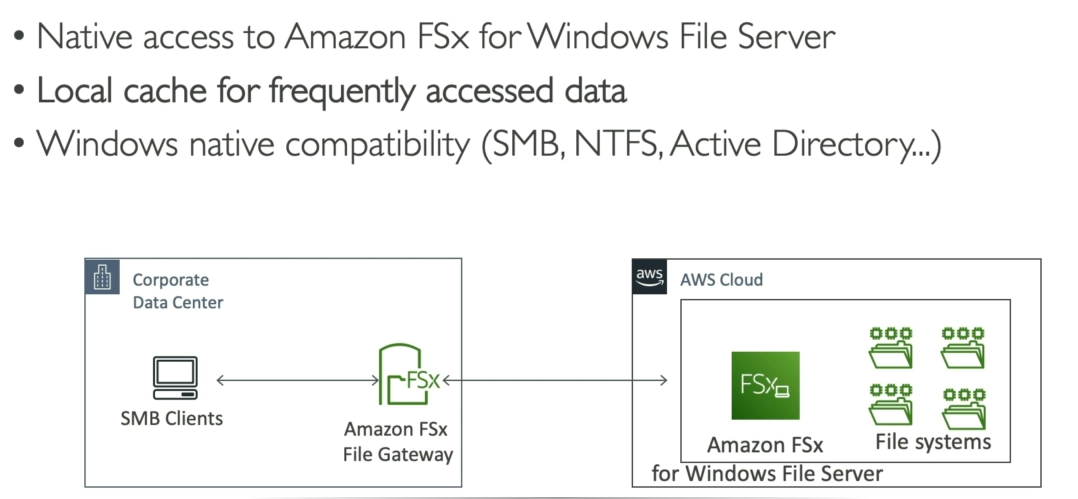 • Native access to Amazon FSx for Windows File Server
• Local cache for frequently accessed data
• Windows native compatibility (SMB, NTFS, Active Directory...)
Corporate
Data Center
SMB Clients
FSx
Amazon FSx
File Gateway
aws
AWS Cloud
FSx
Amazon FSx
for Windows File Server
File systems